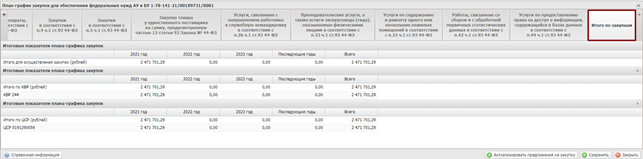 План-график закупок для обеспечения федеральных нужд АУ и БУ 1-79-141-21/001X9731/0001
Закупки
в соответствии с
п.4 ч.1 ст.93 44-ФЗ
Закупки
в соответствии с
п.5 ч.1 ст.93 44-ФЗ
Закупки товара
у единственного поставщика
на сумму, предусмотренную
частью 12 статьи 93 Закона № 44-ФЗ
Услуги, связанные с
направлением работника
в служебную командировку
в соответствии с
п.26 ч.1 ст.93 44-ФЗ
Преподавательские услуги, а
также услуги экскурсовода (гида),
оказываемые физическими
лицами в соответствии с
п.33 ч.1 ст.93 44-ФЗ
Услуги по содержанию
и ремонту одного или
нескольких нежилых
помещений в соответствии с
п.23 ч.1 ст.93 44-ФЗ
Работы, связанные со
сбором и с обработкой
первичных статистических
данных в соответствии с
п.42 ч.1 ст.93 44-ФЗ
Услуги по предоставлению
права на доступ к информации,
содержащейся в базах данных
в соответствии с
п.44 ч.1 ст.93 44-ФЗ
Итого по закупкам
Итоговые показатели плана-графика закупок
2021 год 2022 год 2023 год Последующие годы Всего
Итого для осуществления закупок (рублей) 2 471 701,29 0,00 0,00 0,00 2 471 701,29
Итоговые показатели плана-графика закупок
2021 год 2022 год 2023 год Последующие годы Всего
Итого по КВР (рублей) 2 471 701,29 0,00 0,00 0,00 2 471 701,29
КВР 244 2 471 701,29 0,00 0,00 0,00 2 471 701,29
Итоговые показатели плана-графика закупок
2021 год 2022 год 2023 год Последующие годы Всего
Итого по ЦСР (рублей) 2 471 701,29 0,00 0,00 0,00 2 471 701,29
ЦСР 0191290059 2 471 701,29 0,00 0,00 0,00 2 471 701,29
Справочная информация Актуализировать предложения на закупку Сохранить Закрыть